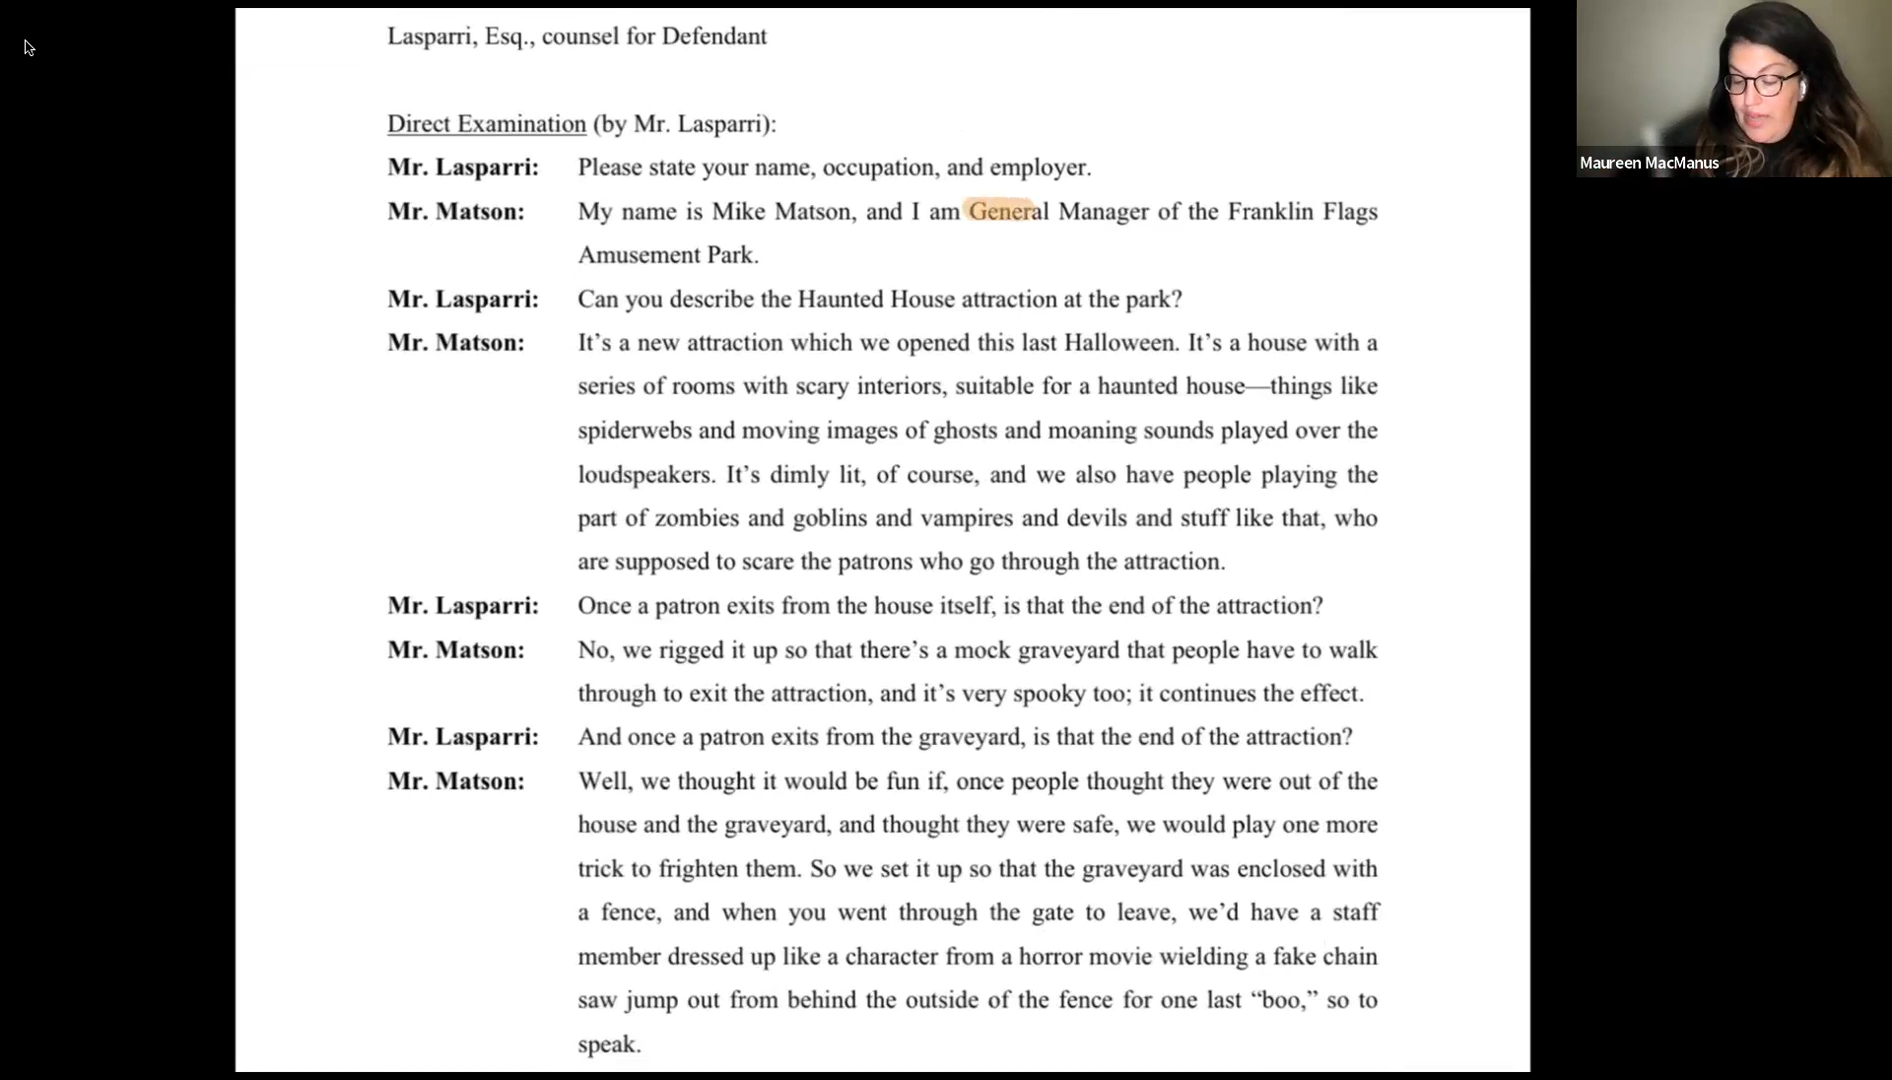 Lasparri, Esq., counsel for Defendant
Direct Examination (by Mr. Lasparri):
Mr. Lasparri: Please state your name, occupation, and employer.
Mr. Matson: My name is Mike Matson, and I am General Manager of the Franklin Flags
Amusement Park.
Mr. Lasparri: Can you describe the Haunted House attraction at the park?
Mr. Matson: It’s a new attraction which we opened this last Halloween. It’s a house with a
series of rooms with scary interiors, suitable for a haunted house—things like
spiderwebs and moving images of ghosts and moaning sounds played over the
loudspeakers. It’s dimly lit, of course, and we also have people playing the
part of zombies and goblins and vampires and devils and stuff like that, who
are supposed to scare the patrons who go through the attraction.
Mr. Lasparri: Once a patron exits from the house itself, is that the end of the attraction?
Mr. Matson: No, we rigged it up so that there’s a mock graveyard that people have to walk
through to exit the attraction, and it’s very spooky too; it continues the effect.
Mr. Lasparri: And once a patron exits from the graveyard, is that the end of the attraction?
Mr. Matson: Well, we thought it would be fun if, once people thought they were out of the
house and the graveyard, and thought they were safe, we would play one more
trick to frighten them. So we set it up so that the graveyard was enclosed with
a fence, and when you went through the gate to leave, we’d have a staff
member dressed up like a character from a horror movie wielding a fake chain
saw jump out from behind the outside of the fence for one last “boo,” so to
speak.
Maureen MacManus